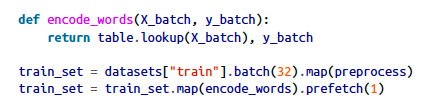 def encode_words(X_batch, y_batch):
    return table.lookup(X_batch), y_batch

train_set = datasets["train"].batch(32).map(preprocess)
train_set = train_set.map(encode_words).prefetch(1)